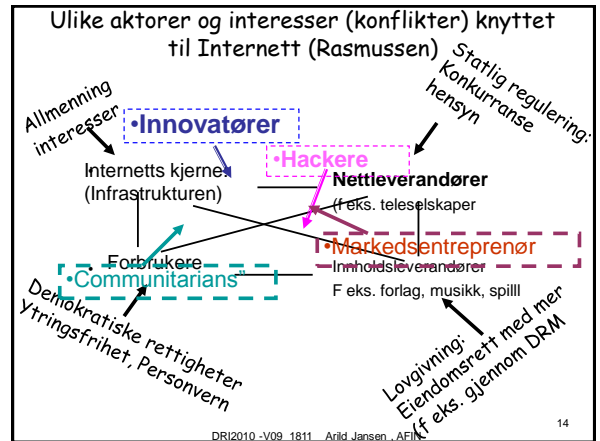 Ulike aktorer og interesser (konflikter) knyttet
til Internett (Rasmussen)
Allmenning
interesser
Statlig regulering:
Konkurranse
hensyn
•Innovatører
•Hackere
• Internetts kjerne
(Infrastrukturen)
Nettleverandører
(f eks. teleselskaper
•Markedsentreprenør
• Forbrukere
•Communitarians”
Innholdsleverandører
F eks. forlag, musikk, spilll
Demokratiske rettigheter
Ytringsfrihet, Personvern
Lovgivning:
Eiendomsrett med mer
(f eks. gjennom DRM
DRI2010 -V09 1811 Arild Jansen , AFIN
14